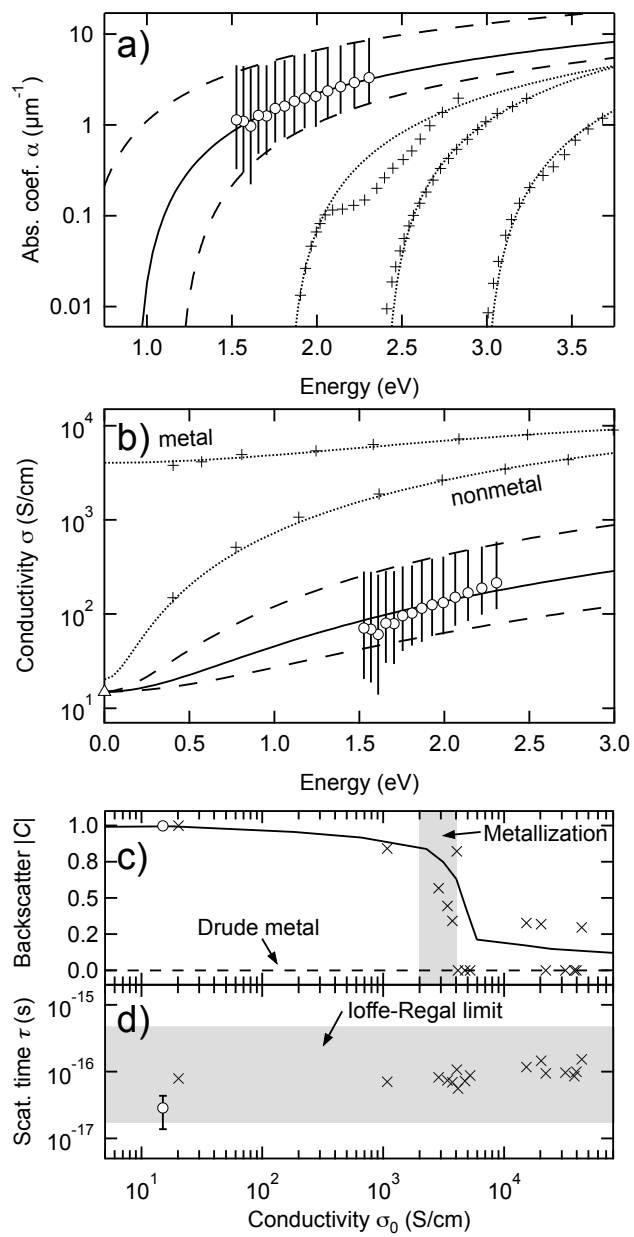 a)
Abs. coef. α (µm⁻¹)
10
1
0.1
0.01
1.0 1.5 2.0 2.5 3.0 3.5
Energy (eV)
b)
metal
nonmetal
Conductivity σ (S/cm)
10⁴
10³
10²
10¹
0.0 0.5 1.0 1.5 2.0 2.5 3.0
Energy (eV)
c)
Backscatter |C|
1.0
0.8
0.5
0.2
0.0
Metallization
Drude metal
d)
Scat. time τ (s)
10⁻¹⁵
10⁻¹⁶
10⁻¹⁷
Ioffe-Regal limit
10¹ 10² 10³ 10⁴
Conductivity σ₀ (S/cm)